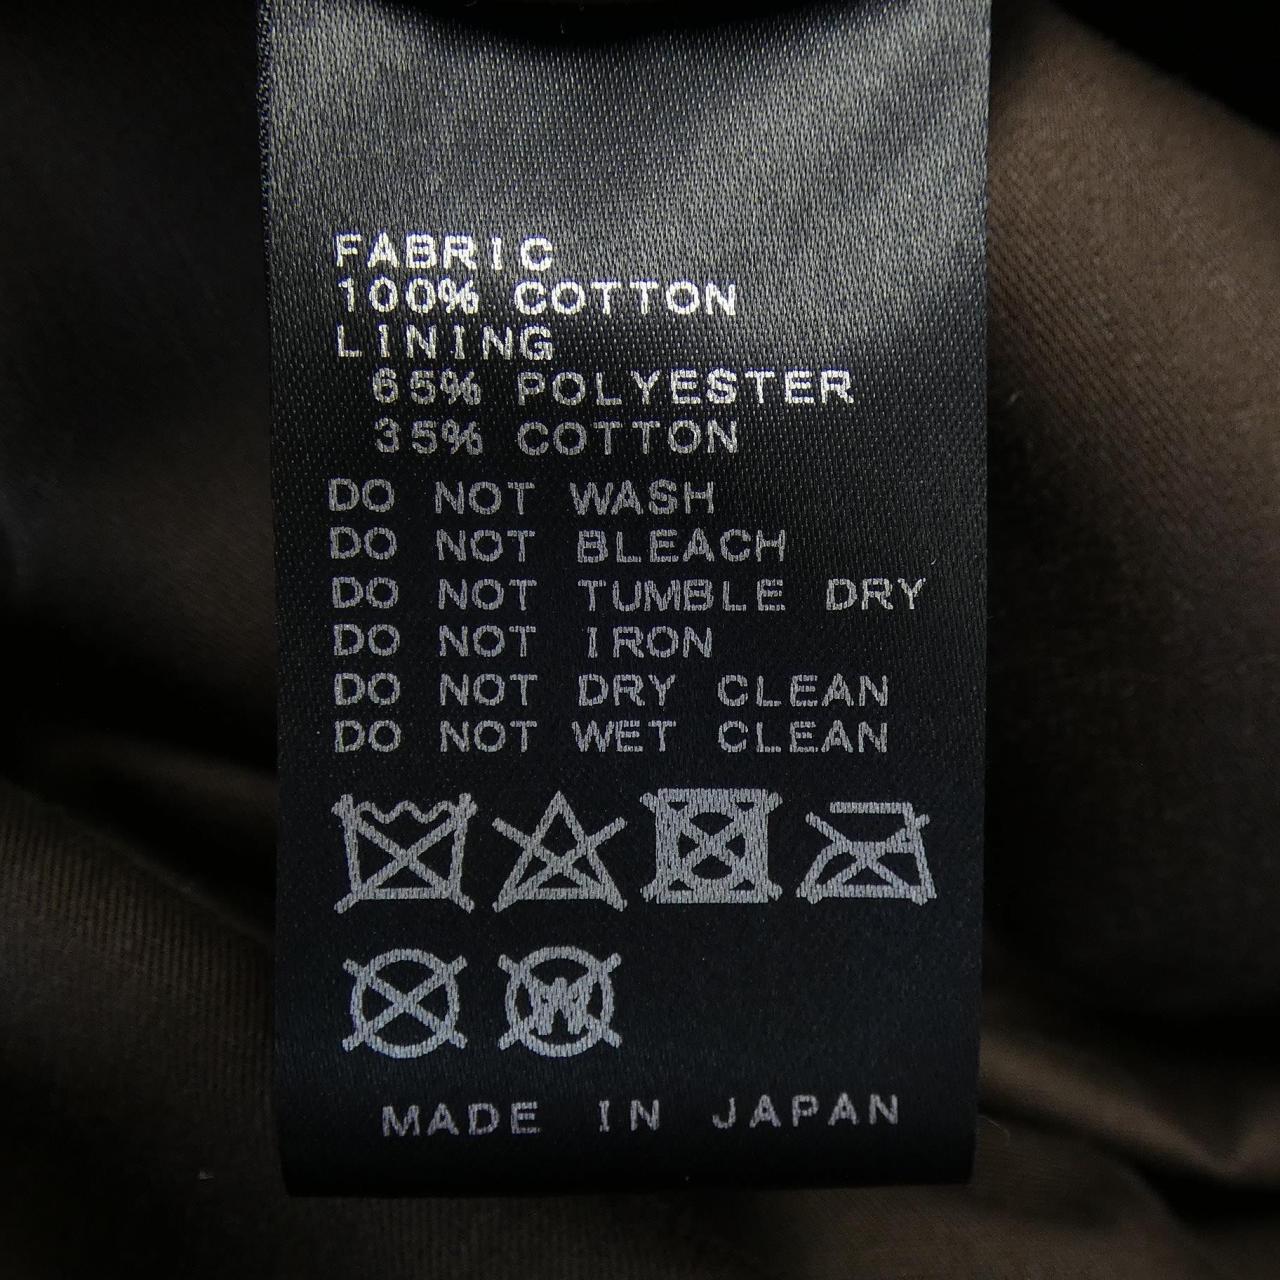 FABRIC
100% COTTON
LINING
65% POLYESTER
35% COTTON
DO NOT WASH
DO NOT BLEACH
DO NOT TUMBLE DRY
DO NOT IRON
DO NOT DRY CLEAN
DO NOT WET CLEAN
W
MADE IN JAPAN